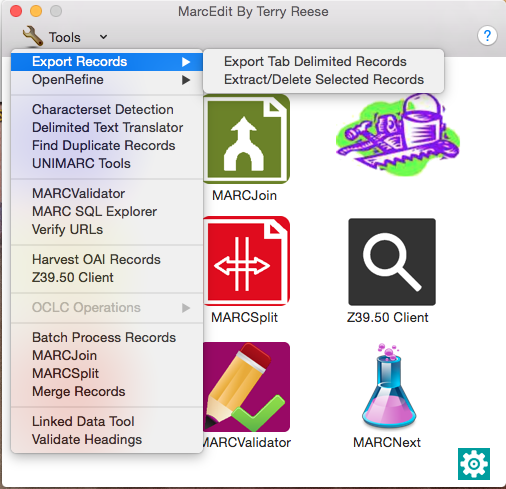 MarcEdit By Terry Reese
Tools
?
Export Records
OpenRefine
Characterset Detection
Delimited Text Translator
Find Duplicate Records
UNIMARC Tools
MARCValidator
MARC SQL Explorer
Verify URLs
Harvest OAI Records
Z39.50 Client
OCLC Operations
Batch Process Records
MARCJoin
MARCSplit
Merge Records
Linked Data Tool
Validate Headings
Export Tab Delimited Records
Extract/Delete Selected Records
MARCJoin
MARCSplit
Z39.50 Client
MARCValidator
MARCNext